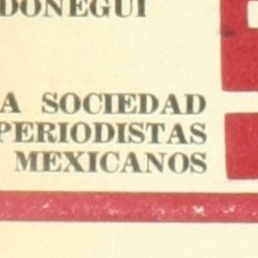 DONEGUI
A SOCIEDAD
PERIODISTAS
MEXICANOS